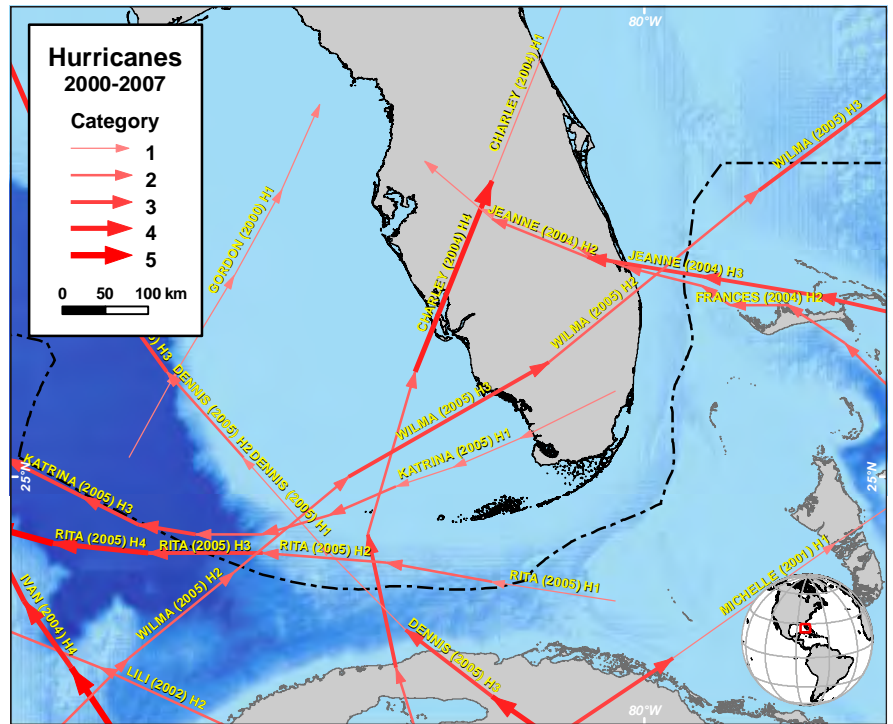 80°W
Hurricanes
2000-2007
Category
1
2
3
4
5
0 50 100 km
CHARLEY (2004) H1
WILMA (2005) H3
GORDON (2000) H1
JEANNE (2004) H2
CHARLEY (2004) H4
JEANNE (2004) H3
FRANCES (2004) H2
WILMA (2005) H2
H3
DENNIS (2005) H2
WILMA (2005) H3
KATRINA (2005) H1
DENNIS (2005) H1
25°N
25°N
KATRINA (2005) H3
RITA (2005) H4
RITA (2005) H3
RITA (2005) H2
RITA (2005) H1
MICHELLE (2001) H1
WILMA (2005) H2
IVAN (2004) H4
LILI (2002) H2
DENNIS (2005) H3
80°W